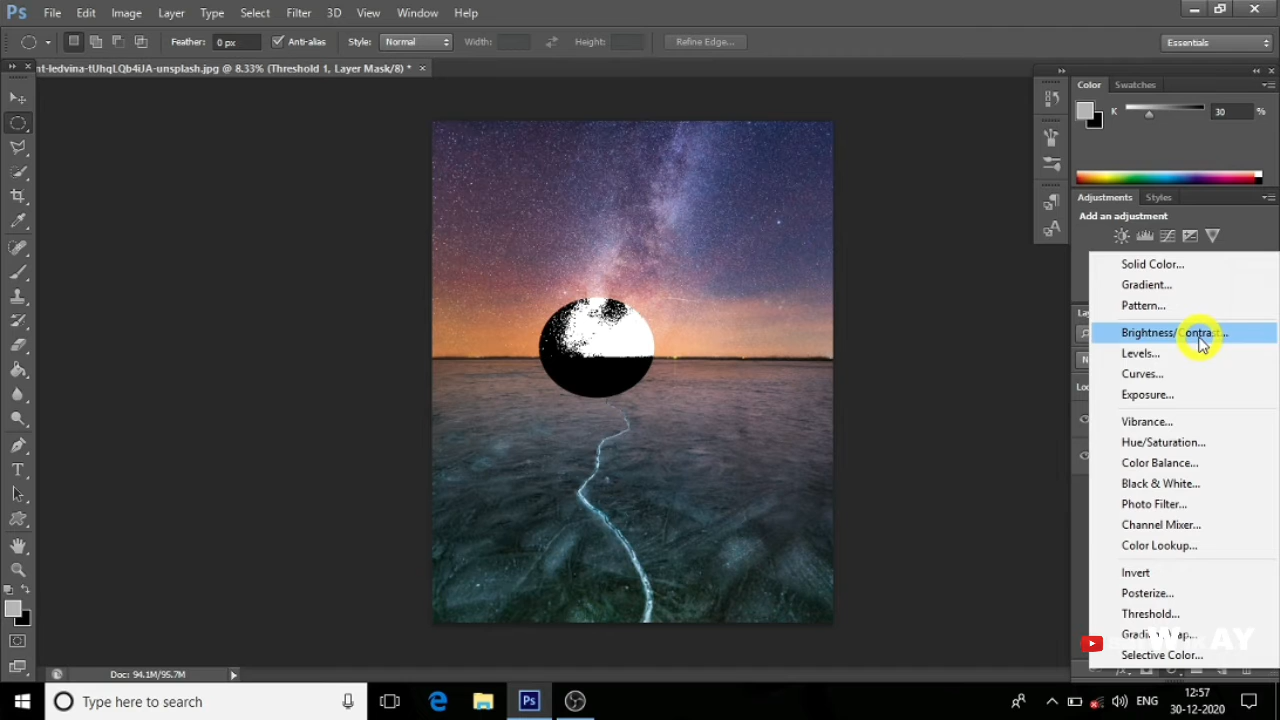 Ps File Edit Image Layer Type Select Filter 3D View Window Help
Feather: 0 px Anti-alias Style: Normal Width: Height: Refine Edge... Essentials
nt-ledvina-tUhqLQb4iJA-unsplash.jpg @ 8.33% (Threshold 1, Layer Mask/8) *
Color Swatches
K 30 %
Adjustments Styles
Add an adjustment
Solid Color...
Gradient...
Pattern...
Brightness/Contrast...
Levels...
Curves...
Exposure...
Vibrance...
Hue/Saturation...
Color Balance...
Black & White...
Photo Filter...
Channel Mixer...
Color Lookup...
Invert
Posterize...
Threshold...
Selective Color...
Doc: 94.1M/95.7M
Type here to search
Ps
ENG
12:57
30-12-2020